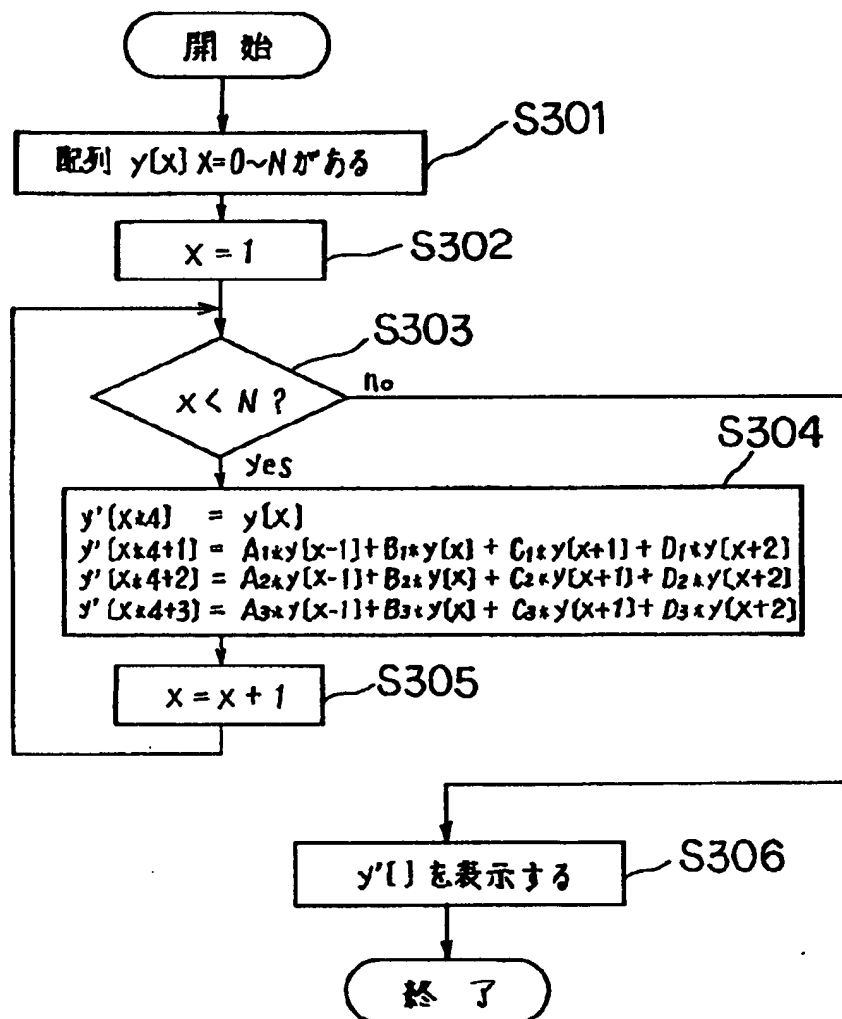 開始
S301
配列 y[x] x=0~Nがある
x = 1
S302
S303
x < N ?
no
yes
S304
y'[x*4] = y[x]
y'[x*4+1] = A1*y[x-1]+B1*y[x] + C1*y[x+1] + D1*y[x+2]
y'[x*4+2] = A2*y[x-1]+B2*y[x] + C2*y[x+1] + D2*y[x+2]
y'[x*4+3] = A3*y[x-1]+B3*y[x] + C3*y[x+1] + D3*y[x+2]
x = x + 1
S305
y'[ ] を表示する
S306
終了